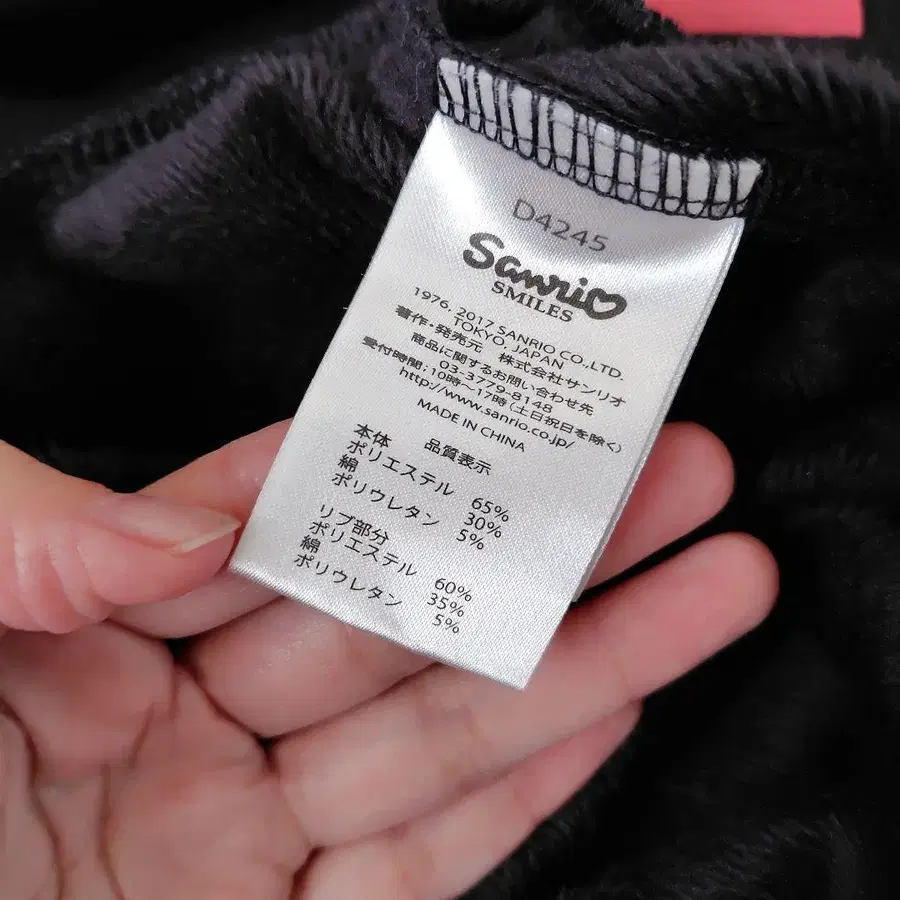 D4245
Sanrio
SMILES
1976, 2017 SANRIO CO.,LTD.
TOKYO, JAPAN
著作・発売元 株式会社サンリオ
商品に関するお問い合わせ先
03-3779-8148
受付時間；10時～17時（土日祝日を除く）
http://www.sanrio.co.jp/
MADE IN CHINA
本体 品質表示
ポリエステル 65%
綿 30%
ポリウレタン 5%
リブ部分
ポリエステル 60%
綿 35%
ポリウレタン 5%